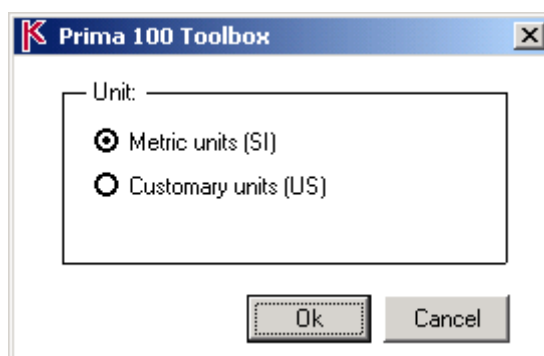 Prima 100 Toolbox
Unit:
Metric units (SI)
Customary units (US)
Ok
Cancel